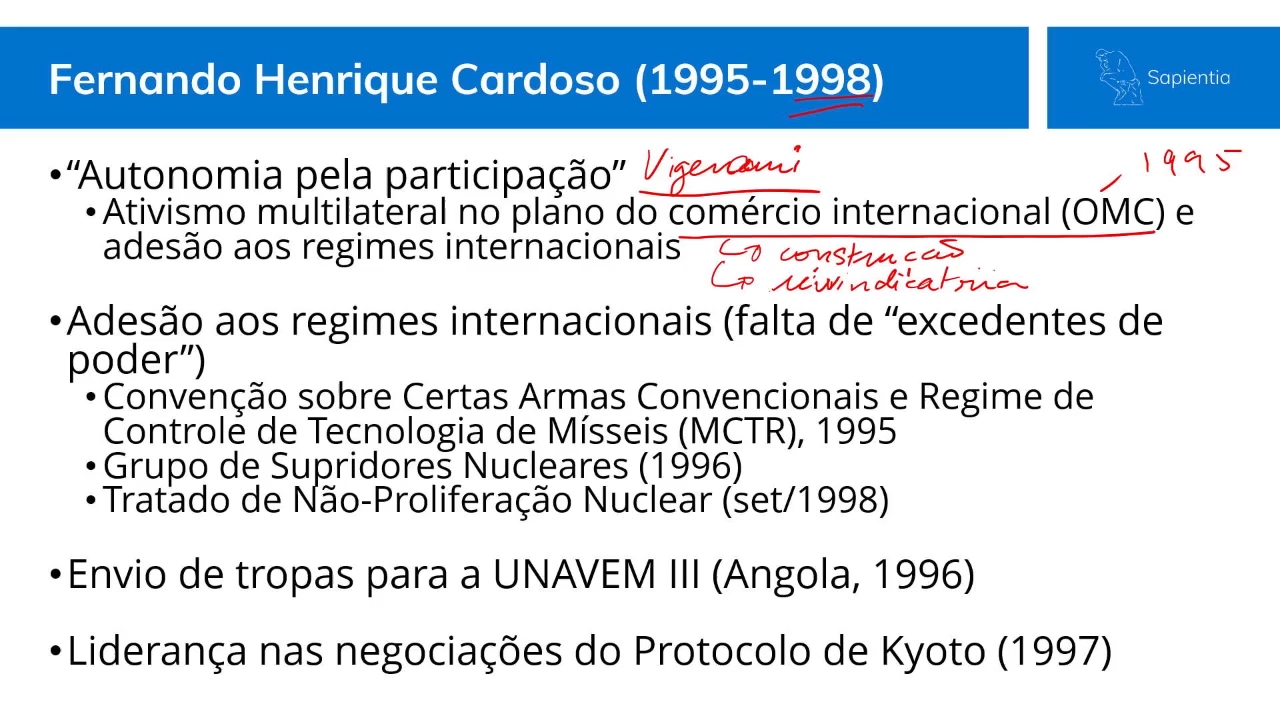 Fernando Henrique Cardoso (1995-1998)
Sapientia
•“Autonomia pela participação” Vigevani
1995
•Ativismo multilateral no plano do comércio internacional (OMC) e
adesão aos regimes internacionais
↳ construcão
↳ reivindicatória
•Adesão aos regimes internacionais (falta de “excedentes de
poder”)
•Convenção sobre Certas Armas Convencionais e Regime de
Controle de Tecnologia de Mísseis (MCTR), 1995
•Grupo de Supridores Nucleares (1996)
•Tratado de Não-Proliferação Nuclear (set/1998)
•Envio de tropas para a UNAVEM III (Angola, 1996)
•Liderança nas negociações do Protocolo de Kyoto (1997)